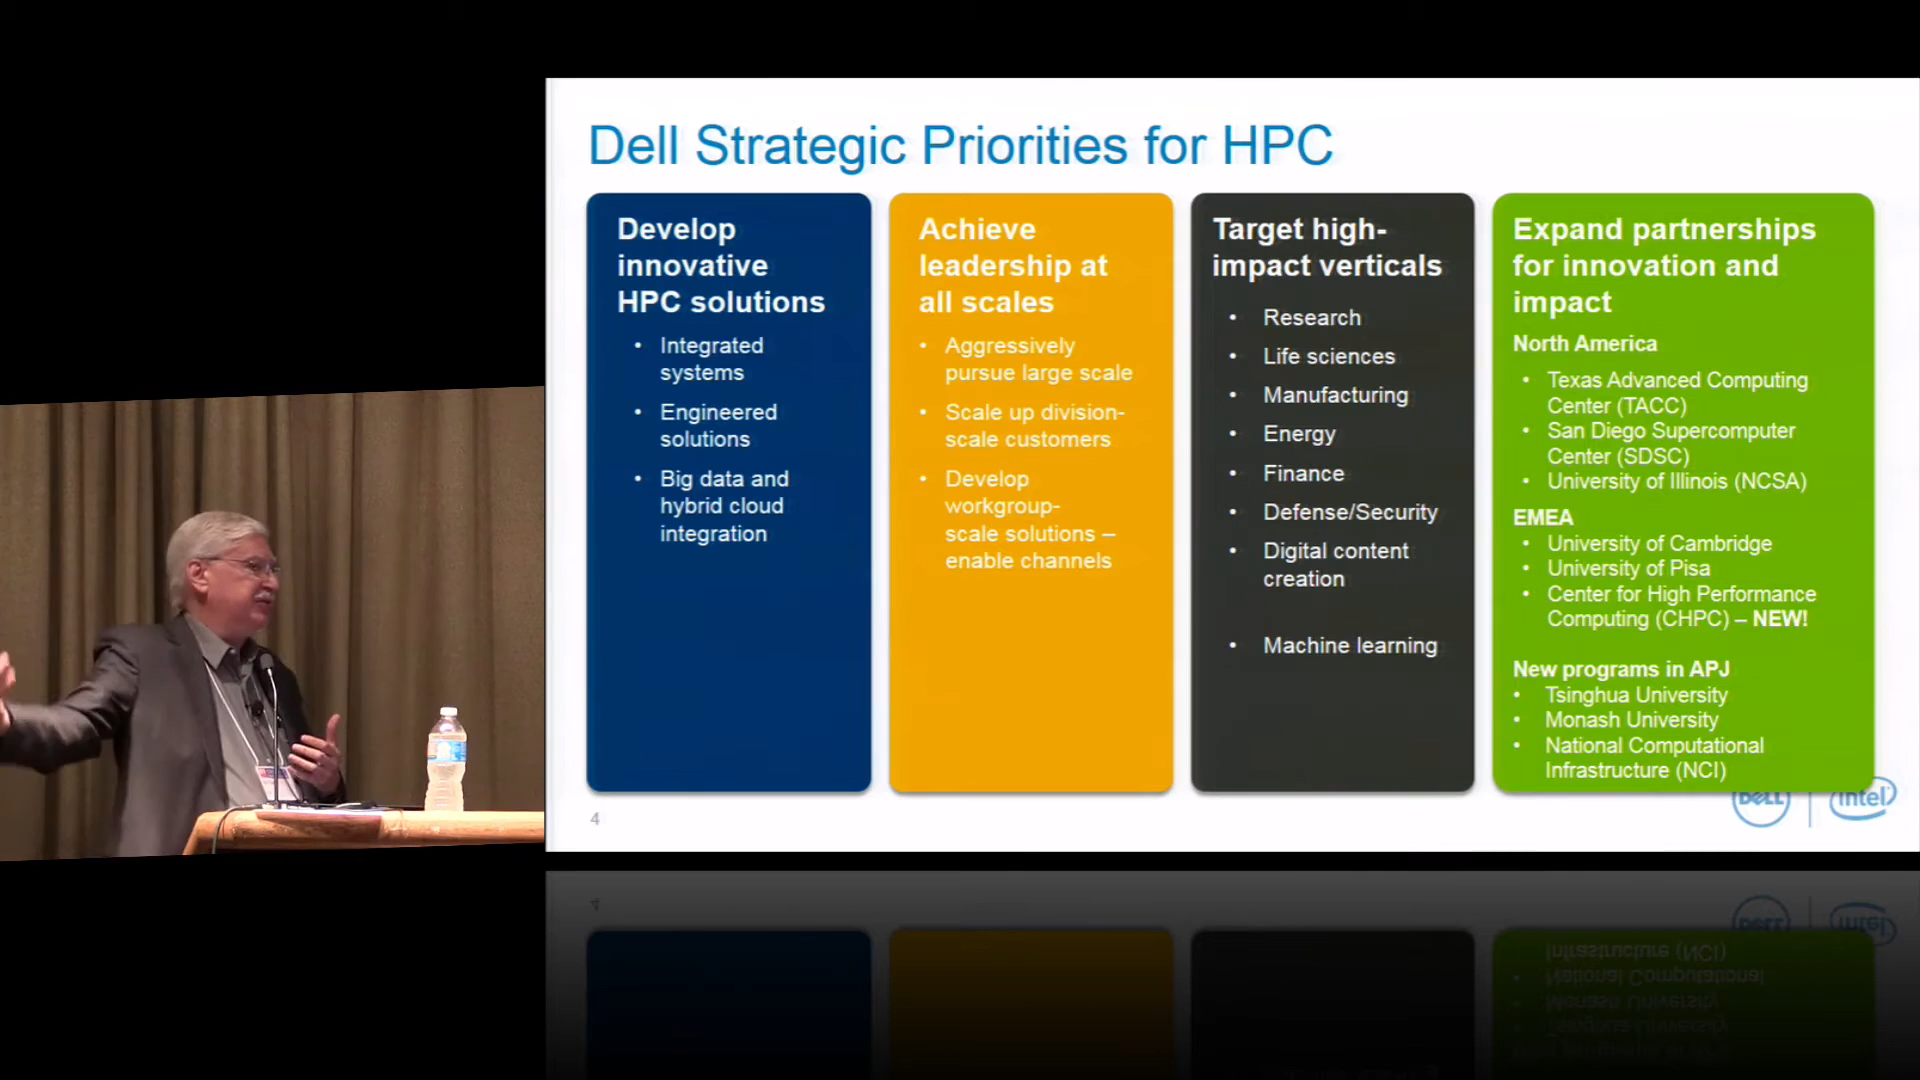 Dell Strategic Priorities for HPC
Develop
innovative
HPC solutions
• Integrated
systems
• Engineered
solutions
• Big data and
hybrid cloud
integration
Achieve
leadership at
all scales
• Aggressively
pursue large scale
• Scale up division-
scale customers
• Develop
workgroup-
scale solutions –
enable channels
Target high-
impact verticals
• Research
• Life sciences
• Manufacturing
• Energy
• Finance
• Defense/Security
• Digital content
creation
• Machine learning
Expand partnerships
for innovation and
impact
North America
• Texas Advanced Computing
Center (TACC)
• San Diego Supercomputer
Center (SDSC)
• University of Illinois (NCSA)
EMEA
• University of Cambridge
• University of Pisa
• Center for High Performance
Computing (CHPC) – NEW!
New programs in APJ
• Tsinghua University
• Monash University
• National Computational
Infrastructure (NCI)
4
DELL
intel